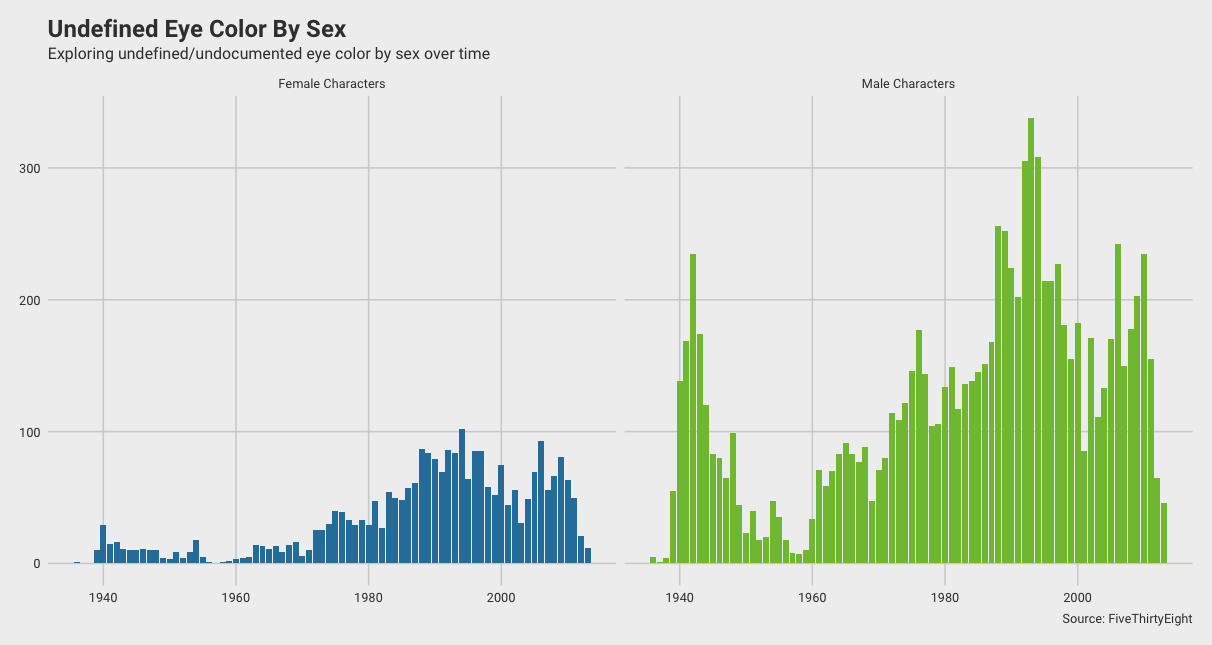 Undefined Eye Color By Sex
Exploring undefined/undocumented eye color by sex over time
Female Characters
Male Characters
300
200
100
0
1940 1960 1980 2000
1940 1960 1980 2000
Source: FiveThirtyEight